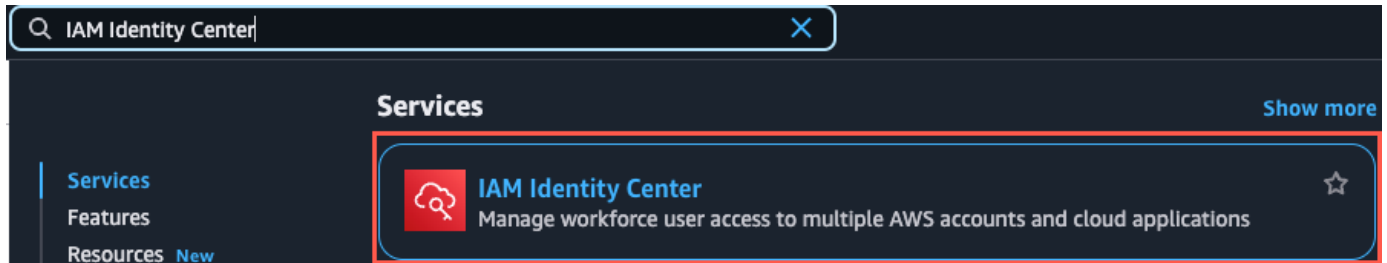 IAM Identity Center
Services
Show more
Services
Features
Resources New
IAM Identity Center
Manage workforce user access to multiple AWS accounts and cloud applications